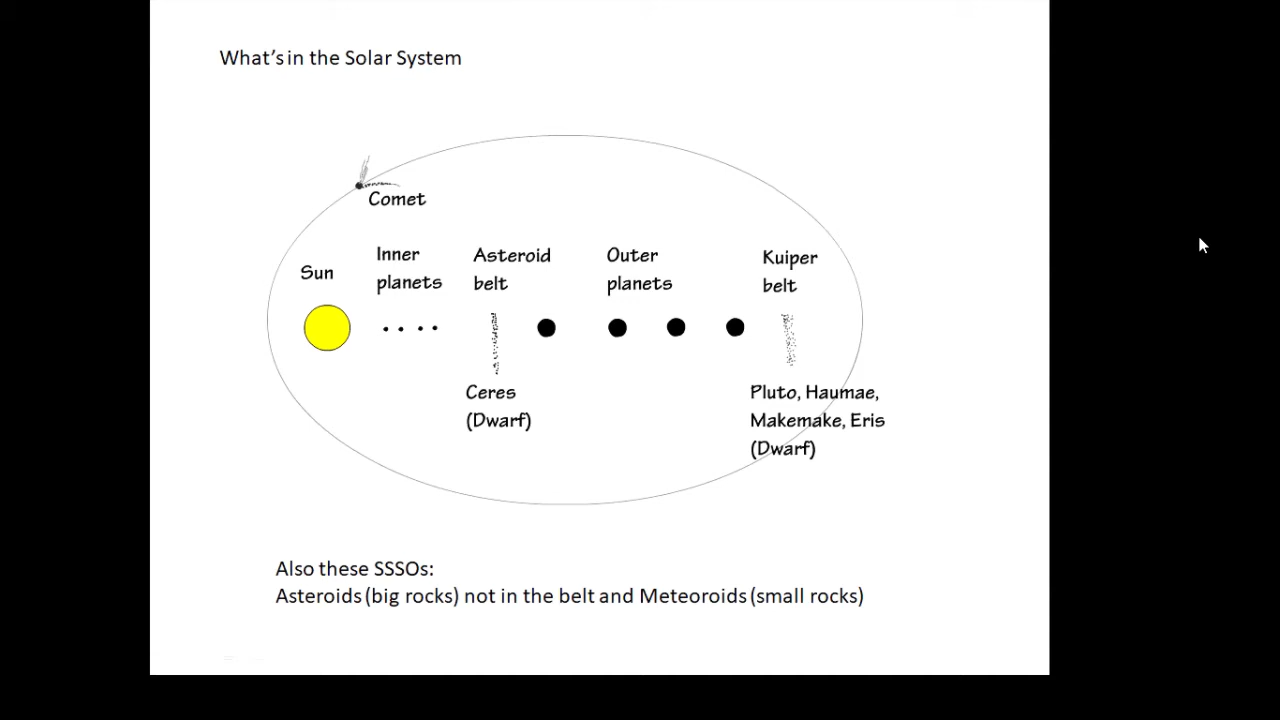 What's in the Solar System
Comet
Sun
Inner
planets
Asteroid
belt
Outer
planets
Kuiper
belt
Ceres
(Dwarf)
Pluto, Haumae,
Makemake, Eris
(Dwarf)
Also these SSSOs:
Asteroids (big rocks) not in the belt and Meteoroids (small rocks)